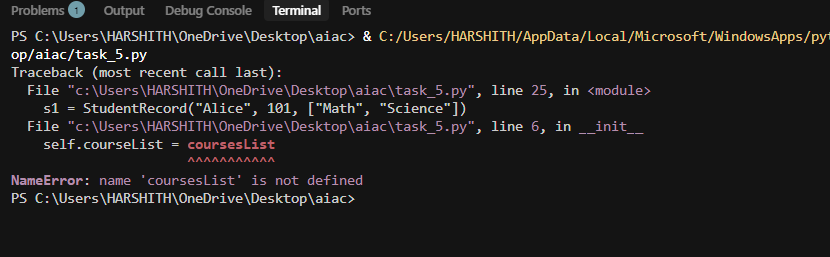 Problems 1 Output Debug Console Terminal Ports
PS C:\Users\HARSHITH\OneDrive\Desktop\aiac> & C:/Users/HARSHITH/AppData/Local/Microsoft/WindowsApps/pyt
op/aiac/task_5.py
Traceback (most recent call last):
  File "c:\Users\HARSHITH\OneDrive\Desktop\aiac\task_5.py", line 25, in <module>
    s1 = StudentRecord("Alice", 101, ["Math", "Science"])
  File "c:\Users\HARSHITH\OneDrive\Desktop\aiac\task_5.py", line 6, in __init__
    self.courseList = coursesList
                      ^^^^^^^^^^^
NameError: name 'coursesList' is not defined
PS C:\Users\HARSHITH\OneDrive\Desktop\aiac>